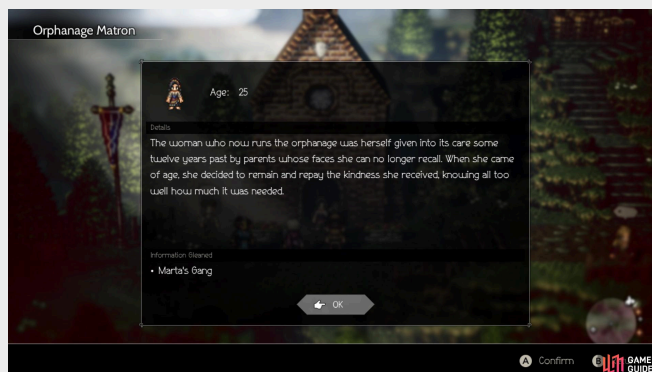 Orphanage Matron
Age: 25
Details
The woman who now runs the orphanage was herself given into its care some
twelve years past by parents whose faces she can no longer recall. When she came
of age, she decided to remain and repay the kindness she received, knowing all too
well how much it was needed.
Information Gleaned
• Marta's Gang
OK
A Confirm B
GAME
GUIDE